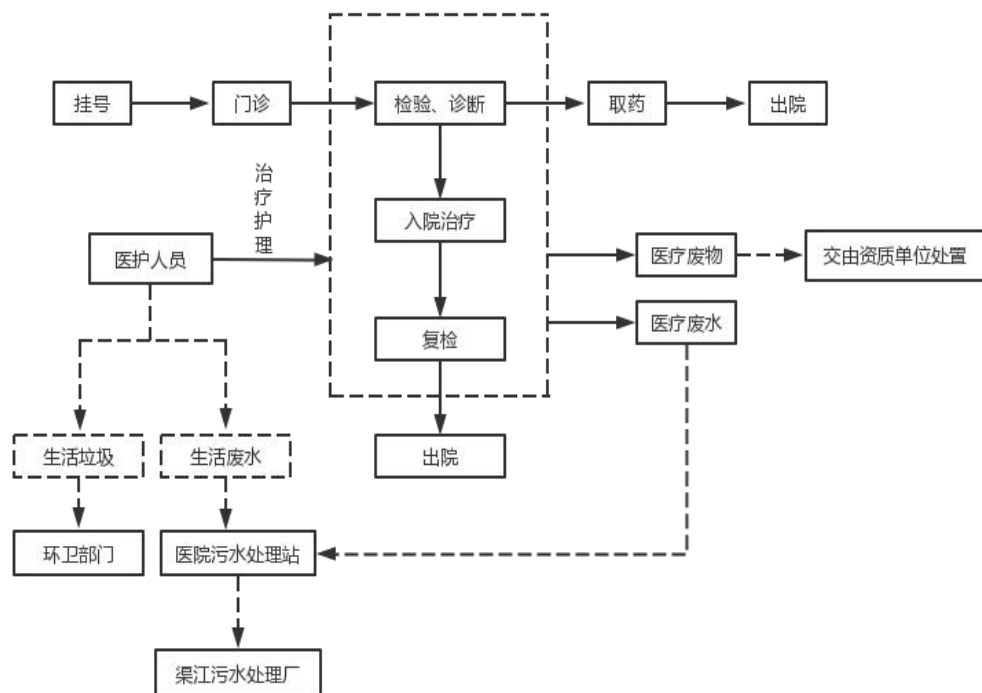 挂号
门诊
检验、诊断
取药
出院
治疗护理
入院治疗
医护人员
医疗废物
交由资质单位处置
医疗废水
复检
生活垃圾
生活废水
出院
环卫部门
医院污水处理站
渠江污水处理厂